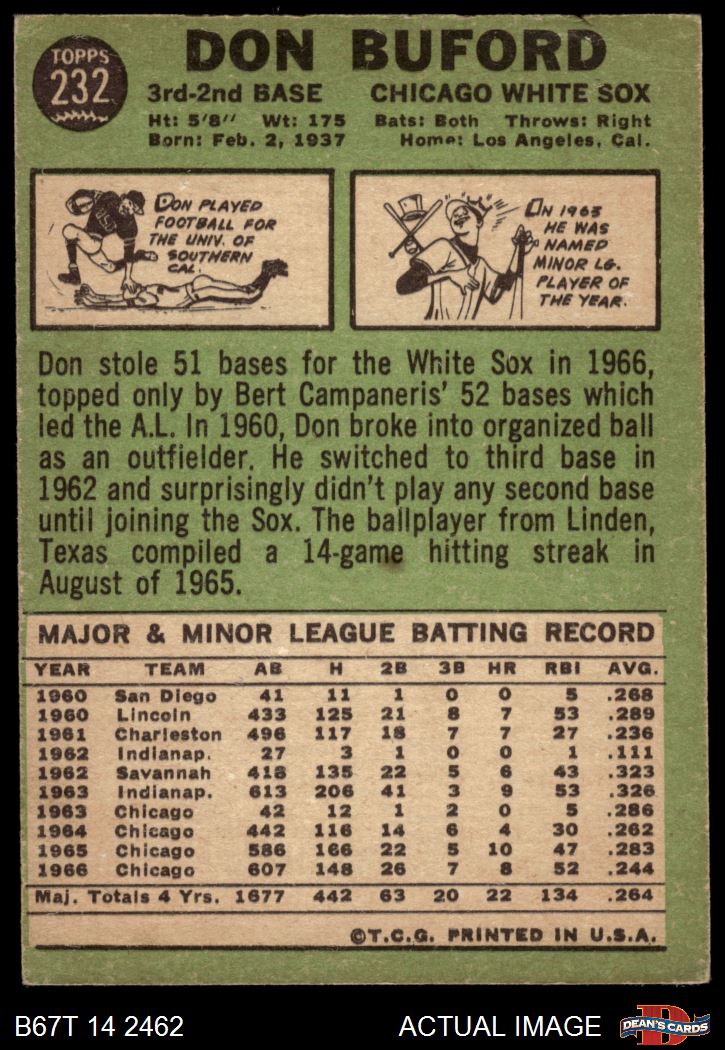 TOPPS
232
DON BUFORD
3rd-2nd BASE CHICAGO WHITE SOX
Ht: 5'8" Wt: 175 Bats: Both Throws: Right
Born: Feb. 2, 1937 Home: Los Angeles, Cal.
DON PLAYED
FOOTBALL FOR
THE UNIV. OF
SOUTHERN
CAL.
IN 1963
HE WAS
NAMED
MINOR LG.
PLAYER OF
THE YEAR.
Don stole 51 bases for the White Sox in 1966,
topped only by Bert Campaneris' 52 bases which
led the A.L. In 1960, Don broke into organized ball
as an outfielder. He switched to third base in
1962 and surprisingly didn't play any second base
until joining the Sox. The ballplayer from Linden,
Texas compiled a 14-game hitting streak in
August of 1965.
MAJOR & MINOR LEAGUE BATTING RECORD
YEAR TEAM AB H 2B 3B HR RBI AVG.
1960 San Diego 41 11 1 0 0 5 .268
1960 Lincoln 433 125 21 8 7 53 .289
1961 Charleston 496 117 18 7 7 27 .236
1962 Indianap. 27 3 1 0 0 1 .111
1962 Savannah 418 135 22 5 6 43 .323
1963 Indianap. 613 206 41 3 9 53 .326
1963 Chicago 42 12 1 2 0 5 .286
1964 Chicago 442 116 14 6 4 30 .262
1965 Chicago 586 166 22 5 10 47 .283
1966 Chicago 607 148 26 7 8 52 .244
Maj. Totals 4 Yrs. 1677 442 63 20 22 134 .264
©T.C.G. PRINTED IN U.S.A.
B67T 14 2462 ACTUAL IMAGE DEAN'S CARDS